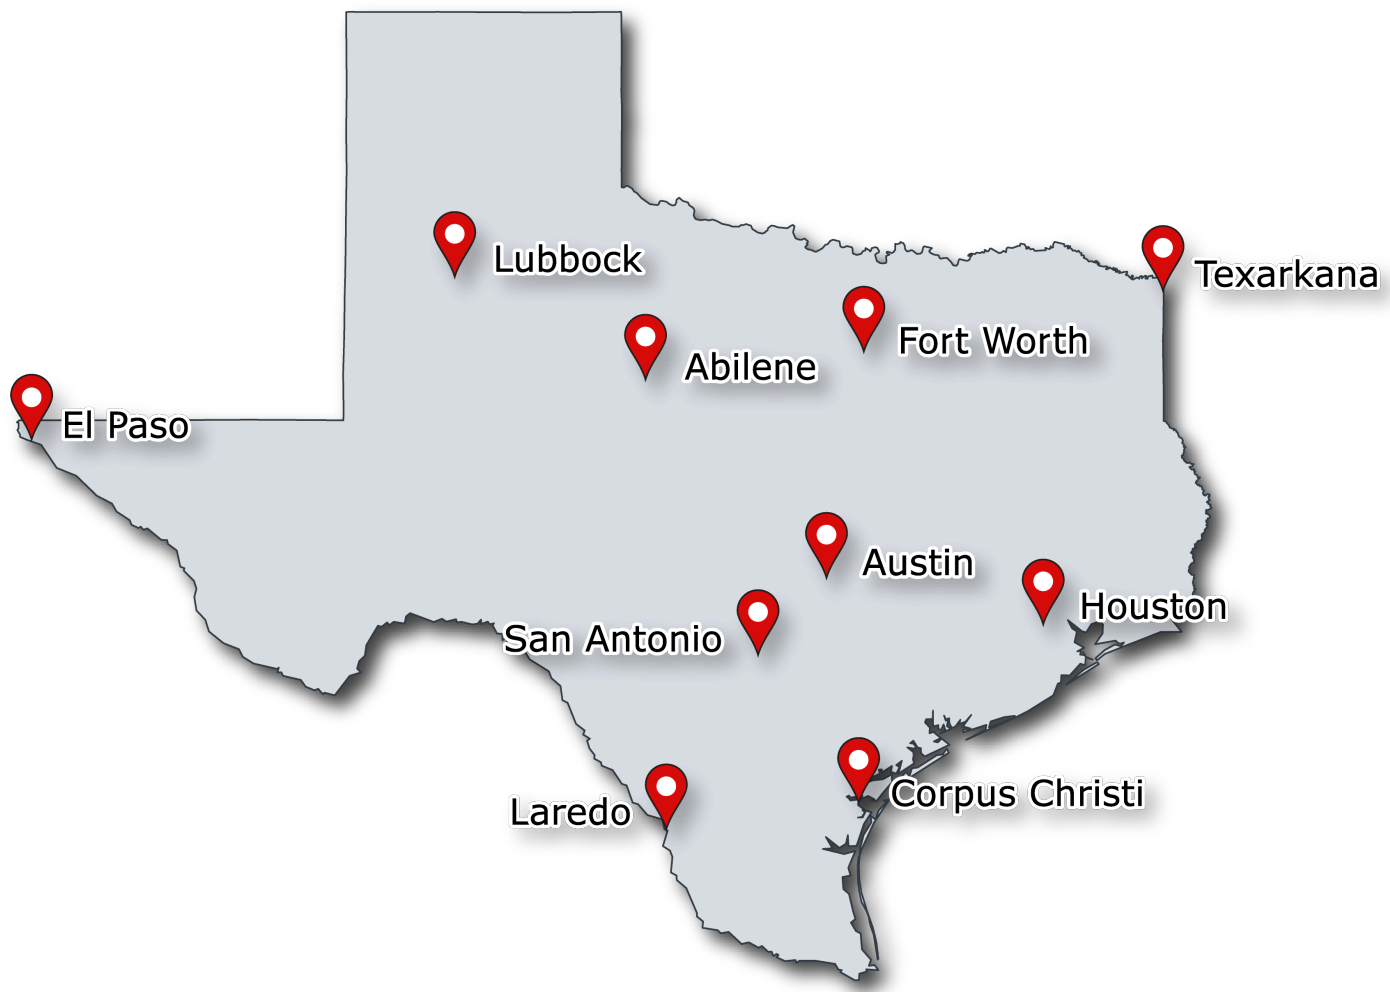 Lubbock
Texarkana
Fort Worth
Abilene
El Paso
Austin
Houston
San Antonio
Corpus Christi
Laredo